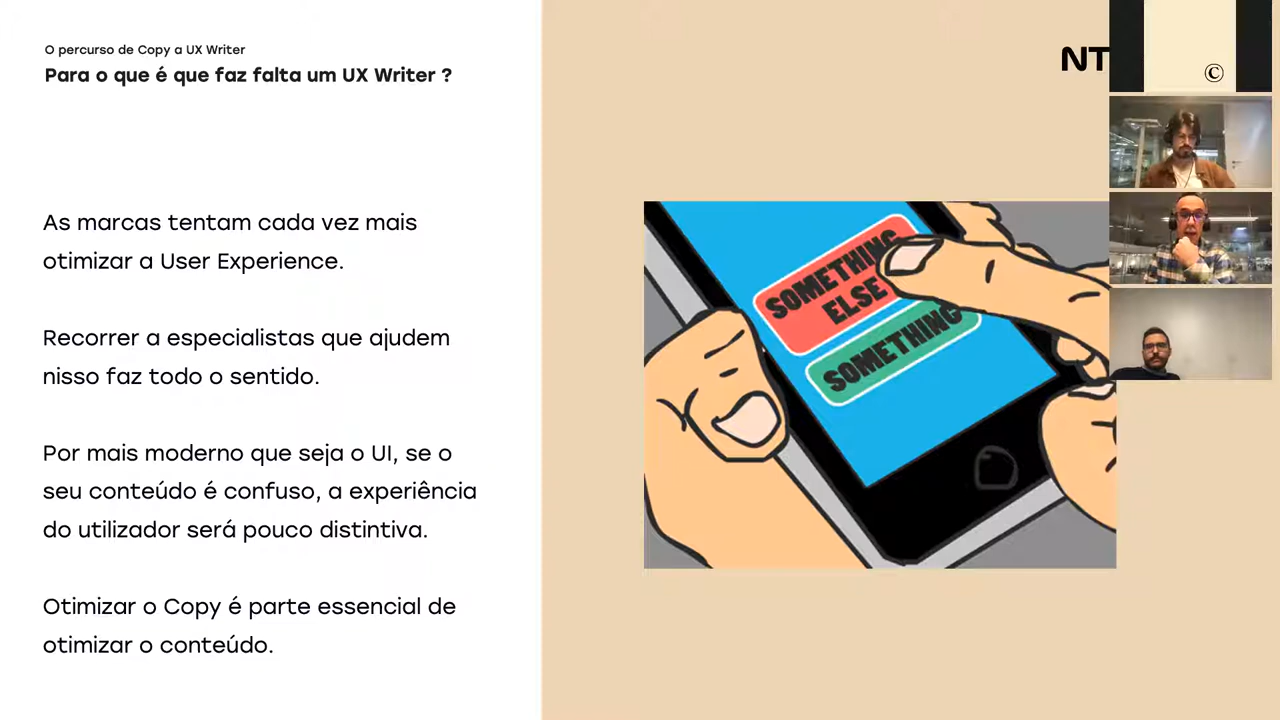 O percurso de Copy a UX Writer
Para o que é que faz falta um UX Writer ?
As marcas tentam cada vez mais
otimizar a User Experience.
Recorrer a especialistas que ajudem
nisso faz todo o sentido.
Por mais moderno que seja o UI, se o
seu conteúdo é confuso, a experiência
do utilizador será pouco distintiva.
Otimizar o Copy é parte essencial de
otimizar o conteúdo.
NT
©
SOMETHING
ELSE
SOMETHING